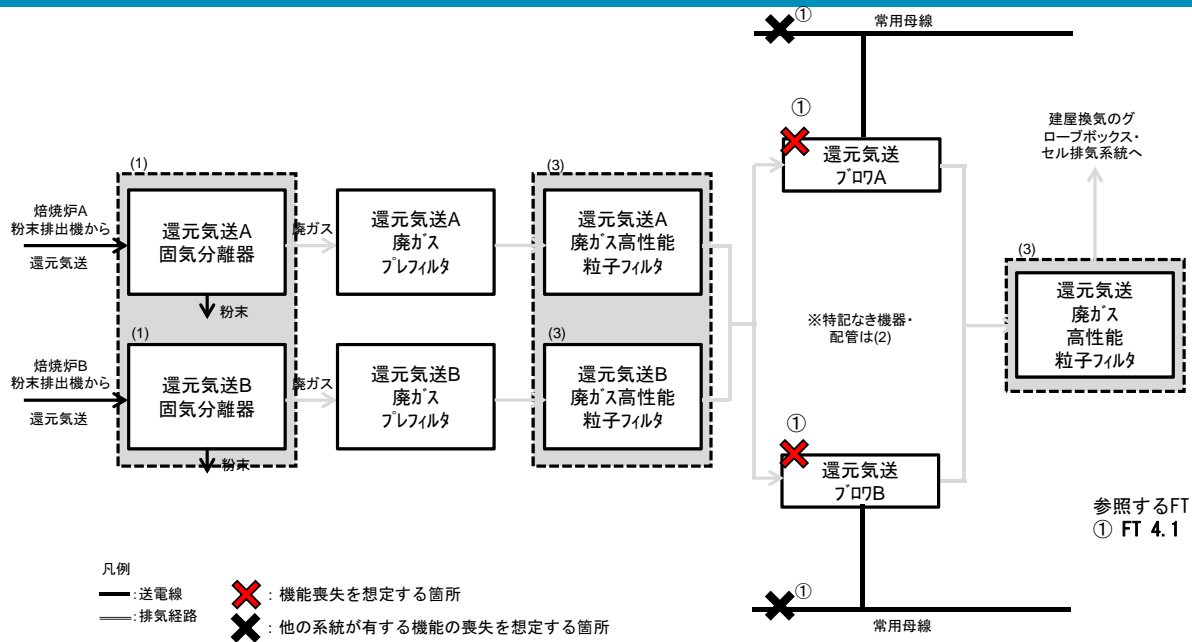 ①
常用母線
①
還元気送
ブロワA
建屋換気のグ
ローブボックス・
セル排気系統へ
(1)
焙焼炉A
粉末排出機から
還元気送
還元気送A
固気分離器
粉末
廃ガス
還元気送A
廃ガス
プレフィルタ
(3)
還元気送A
廃ガス高性能
粒子フィルタ
(3)
還元気送
廃ガス
高性能
粒子フィルタ
※特記なき機器・
配管は(2)
(1)
焙焼炉B
粉末排出機から
還元気送
還元気送B
固気分離器
粉末
廃ガス
還元気送B
廃ガス
プレフィルタ
(3)
還元気送B
廃ガス高性能
粒子フィルタ
①
還元気送
ブロワB
参照するFT
① FT 4.1
①
常用母線
凡例
:送電線
:排気経路
: 機能喪失を想定する箇所
: 他の系統が有する機能の喪失を想定する箇所